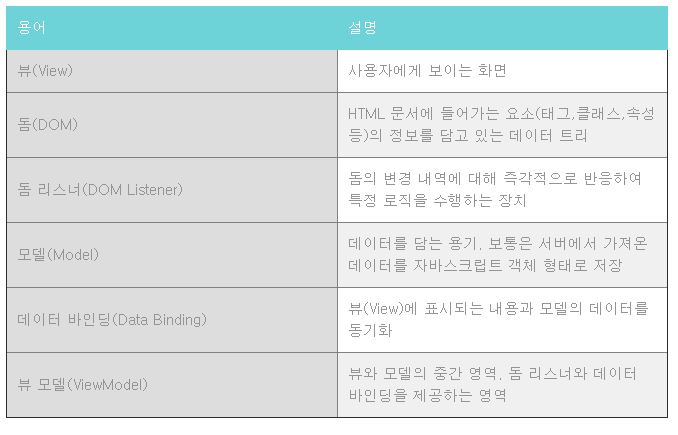 용어
설명
뷰(View)
사용자에게 보이는 화면
돔(DOM)
HTML 문서에 들어가는 요소(태그,클래스,속성
등)의 정보를 담고 있는 데이터 트리
돔 리스너(DOM Listener)
돔의 변경 내역에 대해 즉각적으로 반응하여
특정 로직을 수행하는 장치
모델(Model)
데이터를 담는 용기. 보통은 서버에서 가져온
데이터를 자바스크립트 객체 형태로 저장
데이터 바인딩(Data Binding)
뷰(View)에 표시되는 내용과 모델의 데이터를
동기화
뷰 모델(ViewModel)
뷰와 모델의 중간 영역. 돔 리스너와 데이터
바인딩을 제공하는 영역